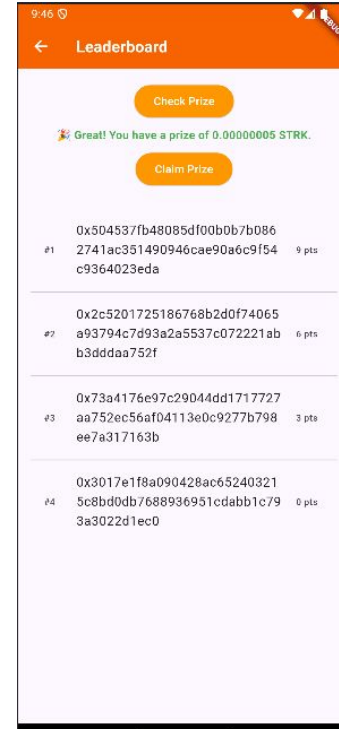 9:46
DEBUG
Leaderboard
Check Prize
🎉 Great! You have a prize of 0.00000005 STRK.
Claim Prize
0x504537fb48085df00b0b7b086
#1 2741ac351490946cae90a6c9f54 9 pts
c9364023eda
0x2c5201725186768b2d0f74065
#2 a93794c7d93a2a5537c072221ab 6 pts
b3dddaa752f
0x73a4176e97c29044dd1717727
#3 aa752ec56af04113e0c9277b798 3 pts
ee7a317163b
0x3017e1f8a090428ac65240321
#4 5c8bd0db7688936951cdabb1c79 0 pts
3a3022d1ec0